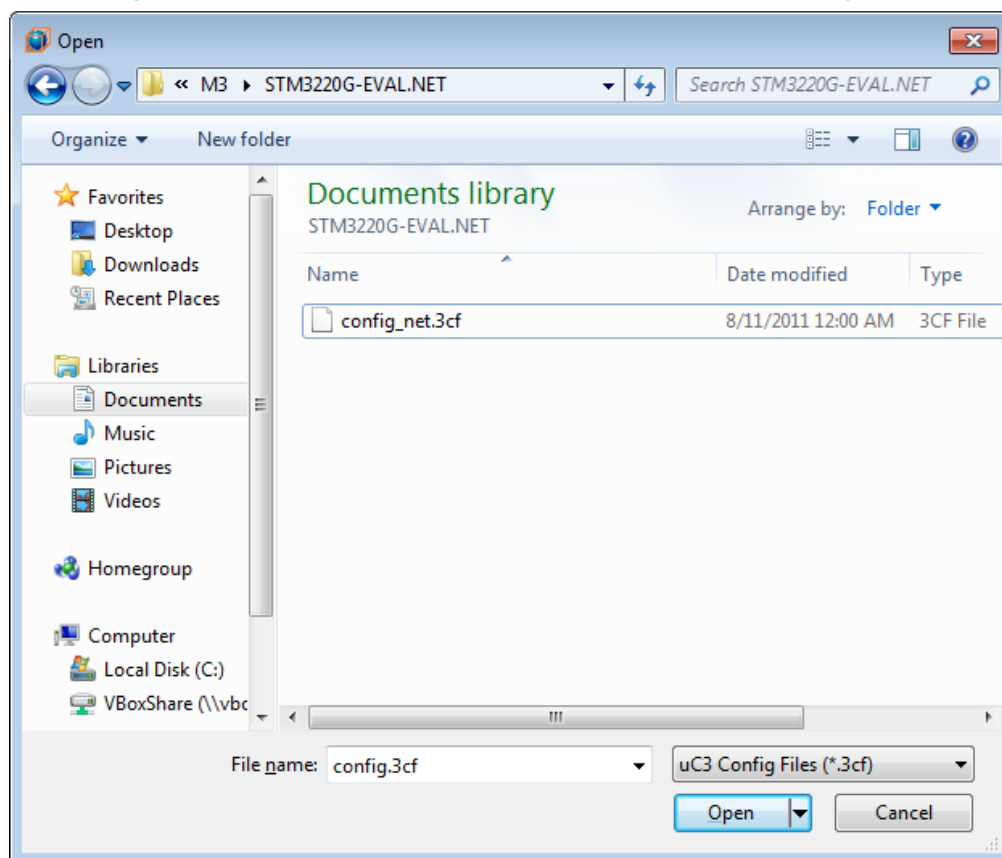 Open
« M3 ▸ STM3220G-EVAL.NET
Search STM3220G-EVAL.NET
Organize
New folder
Favorites
Desktop
Downloads
Recent Places
Libraries
Documents
Music
Pictures
Videos
Homegroup
Computer
Local Disk (C:)
VBoxShare (\\vbc
Documents library
STM3220G-EVAL.NET
Arrange by: Folder
Name Date modified Type
config_net.3cf 8/11/2011 12:00 AM 3CF File
File name: config.3cf
uC3 Config Files (*.3cf)
Open Cancel